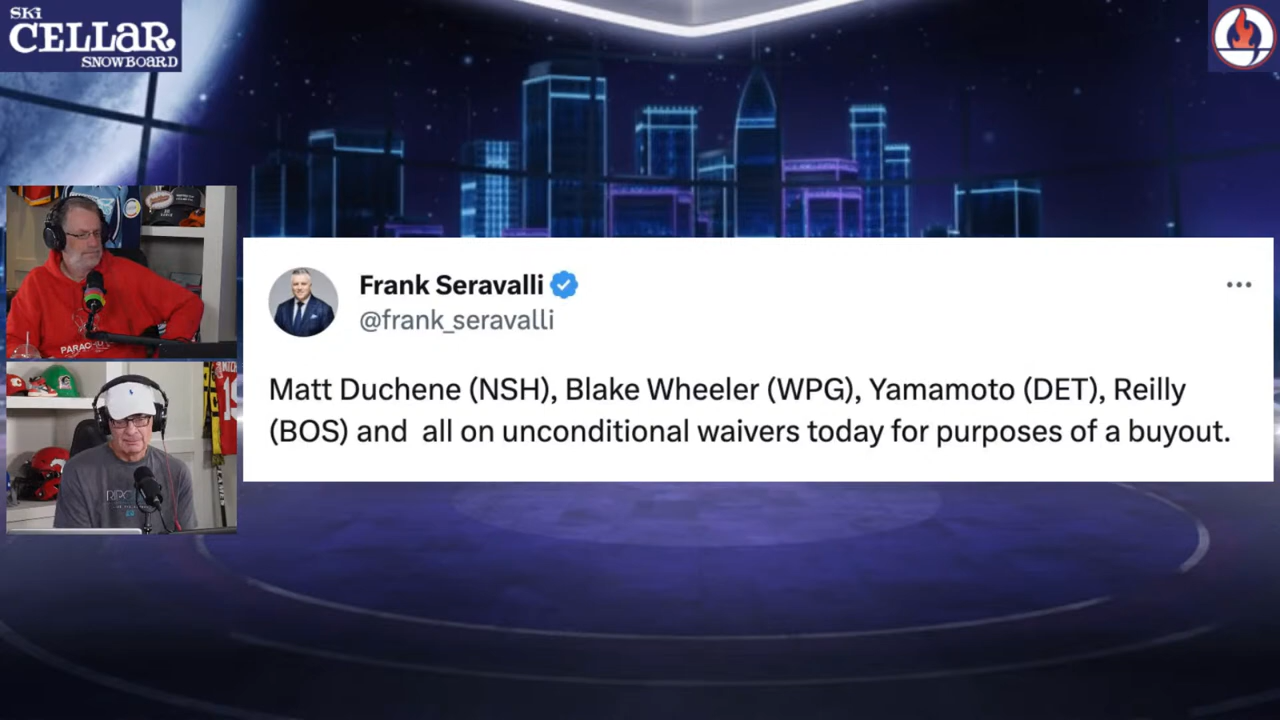 SKi
CELLaR
SNOWBOARD
Frank Seravalli
@frank_seravalli
Matt Duchene (NSH), Blake Wheeler (WPG), Yamamoto (DET), Reilly
(BOS) and  all on unconditional waivers today for purposes of a buyout.